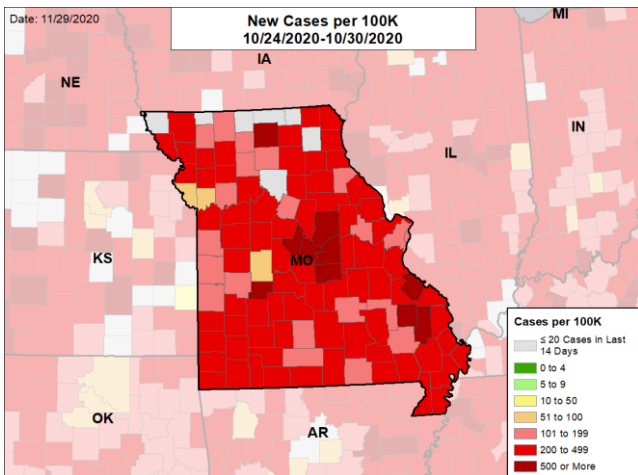 Date: 11/29/2020
New Cases per 100K
10/24/2020-10/30/2020
MI
IA
NE
IN
IL
KS
MO
OK
AR
Cases per 100K
≤ 20 Cases in Last
14 Days
0 to 4
5 to 9
10 to 50
51 to 100
101 to 199
200 to 499
500 or More